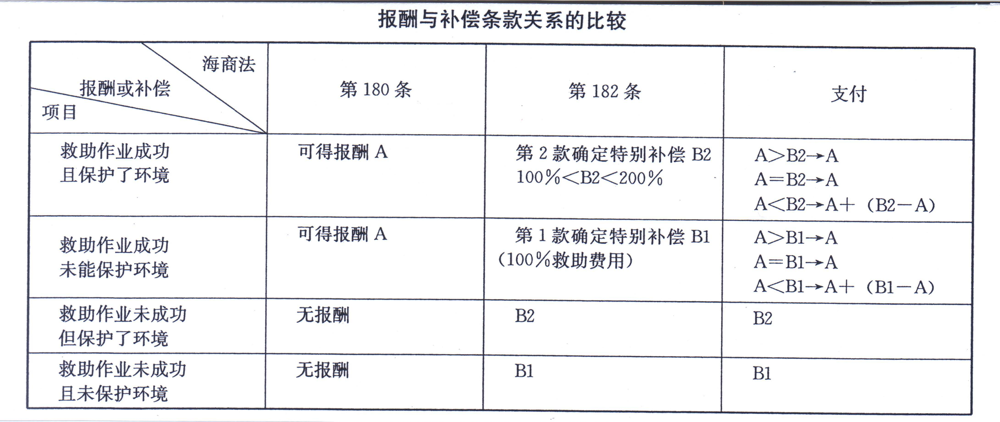 报酬与补偿条款关系的比较
海商法
报酬或补偿
项目
第 180 条
第 182 条
支付
救助作业成功
且保护了环境
可得报酬 A
第 2 款确定特别补偿 B2
100%<B2<200%
A>B2→A
A=B2→A
A<B2→A+（B2-A）
救助作业成功
未能保护环境
可得报酬 A
第 1 款确定特别补偿 B1
（100%救助费用）
A>B1→A
A=B1→A
A<B1→A+（B1-A）
救助作业未成功
但保护了环境
无报酬
B2
B2
救助作业未成功
且未保护环境
无报酬
B1
B1